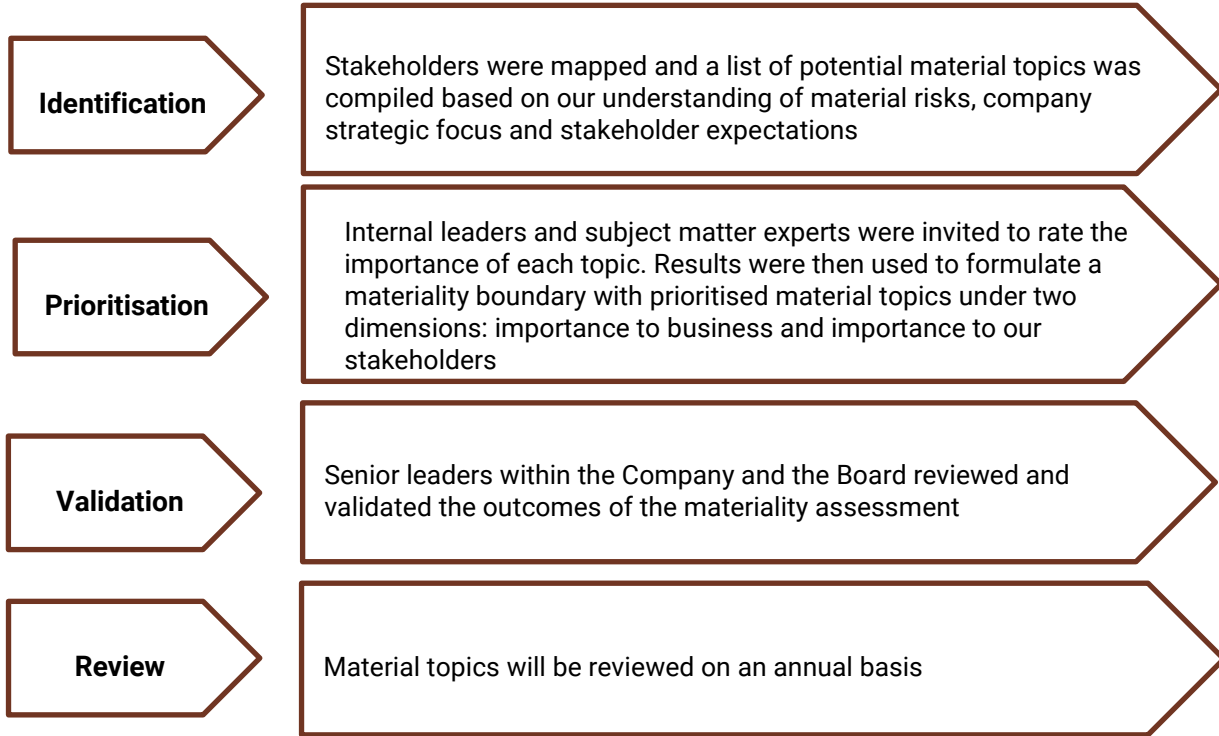 Identification
Stakeholders were mapped and a list of potential material topics was
compiled based on our understanding of material risks, company
strategic focus and stakeholder expectations
Prioritisation
Internal leaders and subject matter experts were invited to rate the
importance of each topic. Results were then used to formulate a
materiality boundary with prioritised material topics under two
dimensions: importance to business and importance to our
stakeholders
Validation
Senior leaders within the Company and the Board reviewed and
validated the outcomes of the materiality assessment
Review
Material topics will be reviewed on an annual basis